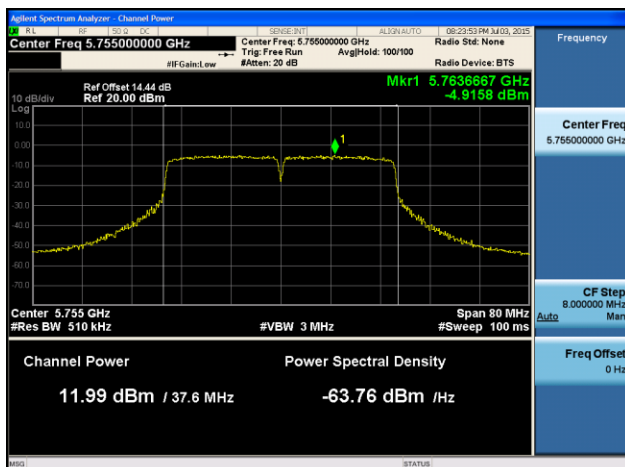 Agilent Spectrum Analyzer - Channel Power
RL RF 50 Ω DC SENSE:INT ALIGN AUTO 08:23:53 PM Jul 03, 2015
Center Freq 5.755000000 GHz
Center Freq: 5.755000000 GHz
Radio Std: None
Trig: Free Run
Avg|Hold: 100/100
#IFGain:Low
#Atten: 20 dB
Radio Device: BTS
Frequency
Mkr1 5.7636667 GHz
-4.9158 dBm
Ref Offset 14.44 dB
10 dB/div
Ref 20.00 dBm
Log
10.0
0.00
-10.0
-20.0
-30.0
-40.0
-50.0
-60.0
-70.0
1
Center 5.755 GHz
Span 80 MHz
#Res BW 510 kHz
#VBW 3 MHz
#Sweep 100 ms
Channel Power
Power Spectral Density
11.99 dBm / 37.6 MHz
-63.76 dBm /Hz
Center Freq
5.755000000 GHz
CF Step
8.000000 MHz
Auto Man
Freq Offset
0 Hz
MSG
STATUS